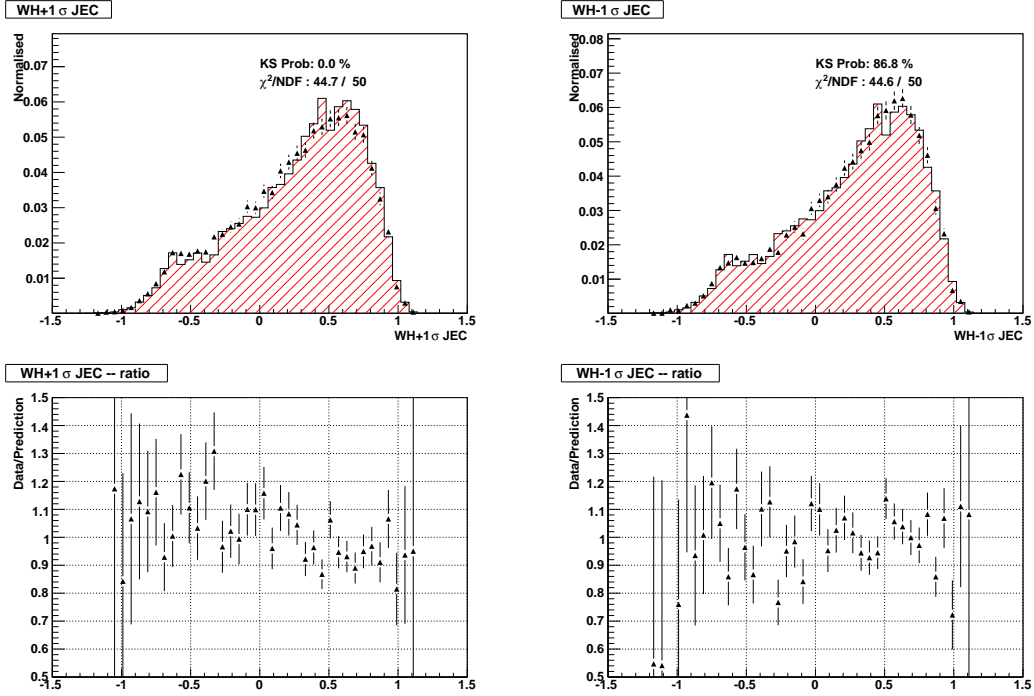 WH+1 σ JEC
Normalised
0.07
0.06
0.05
0.04
0.03
0.02
0.01
KS Prob: 0.0 %
χ²/NDF : 44.7 / 50
-1.5 -1 -0.5 0 0.5 1 1.5
WH+1σ JEC
WH-1 σ JEC
Normalised
0.08
0.07
0.06
0.05
0.04
0.03
0.02
0.01
KS Prob: 86.8 %
χ²/NDF : 44.6 / 50
-1.5 -1 -0.5 0 0.5 1 1.5
WH-1σ JEC
WH+1 σ JEC -- ratio
Data/Prediction
1.5
1.4
1.3
1.2
1.1
1
0.9
0.8
0.7
0.6
0.5
-1.5 -1 -0.5 0 0.5 1 1.5
WH-1 σ JEC -- ratio
Data/Prediction
1.5
1.4
1.3
1.2
1.1
1
0.9
0.8
0.7
0.6
0.5
-1.5 -1 -0.5 0 0.5 1 1.5